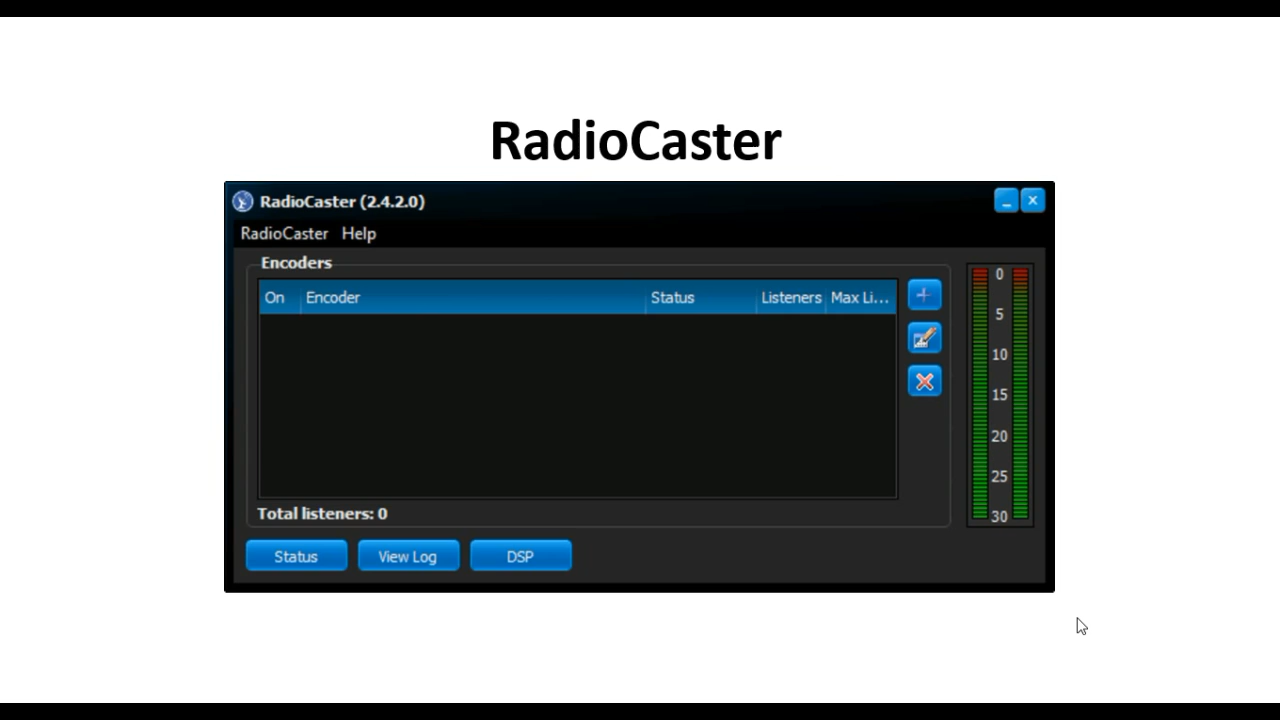 RadioCaster
RadioCaster (2.4.2.0)
RadioCaster Help
Encoders
On Encoder Status Listeners Max Li...
0
5
10
15
20
25
30
Total listeners: 0
Status View Log DSP